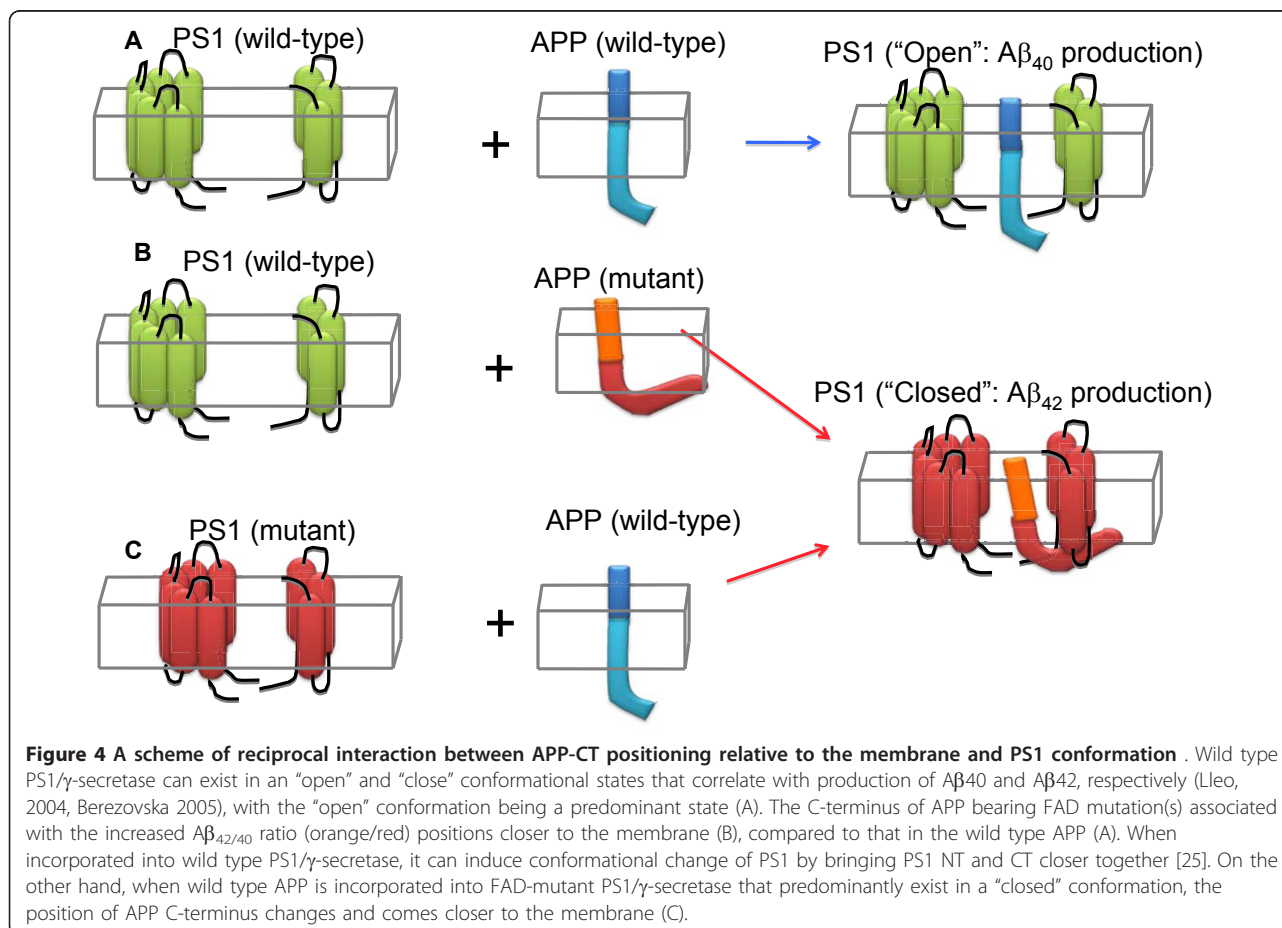 A
PS1 (wild-type)
+
APP (wild-type)
PS1 ("Open": Aβ40 production)
B
PS1 (wild-type)
+
APP (mutant)
PS1 ("Closed": Aβ42 production)
C
PS1 (mutant)
+
APP (wild-type)
Figure 4 A scheme of reciprocal interaction between APP-CT positioning relative to the membrane and PS1 conformation . Wild type
PS1/γ-secretase can exist in an "open" and "close" conformational states that correlate with production of Aβ40 and Aβ42, respectively (Lleo,
2004, Berezovska 2005), with the "open" conformation being a predominant state (A). The C-terminus of APP bearing FAD mutation(s) associated
with the increased Aβ42/40 ratio (orange/red) positions closer to the membrane (B), compared to that in the wild type APP (A). When
incorporated into wild type PS1/γ-secretase, it can induce conformational change of PS1 by bringing PS1 NT and CT closer together [25]. On the
other hand, when wild type APP is incorporated into FAD-mutant PS1/γ-secretase that predominantly exist in a "closed" conformation, the
position of APP C-terminus changes and comes closer to the membrane (C).